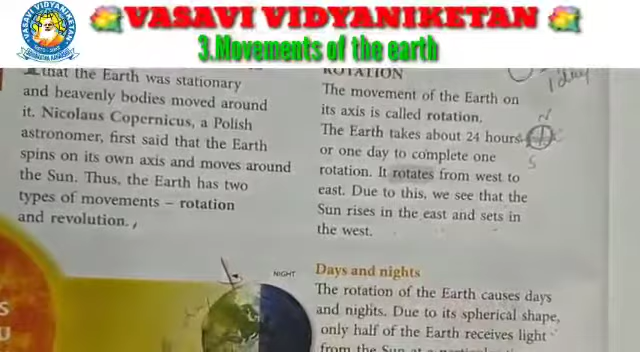 VASAVI VIDYANIKETAN
3.Movements of the earth
that the Earth was stationary
and heavenly bodies moved around
it. Nicolaus Copernicus, a Polish
astronomer, first said that the Earth
spins on its own axis and moves around
the Sun. Thus, the Earth has two
types of movements – rotation
and revolution.
ROTATION
The movement of the Earth on
its axis is called rotation.
The Earth takes about 24 hours
or one day to complete one
rotation. It rotates from west to
east. Due to this, we see that the
Sun rises in the east and sets in
the west.
1 day
N
S
NIGHT
Days and nights
The rotation of the Earth causes days
and nights. Due to its spherical shape,
only half of the Earth receives light
from the Sun at a